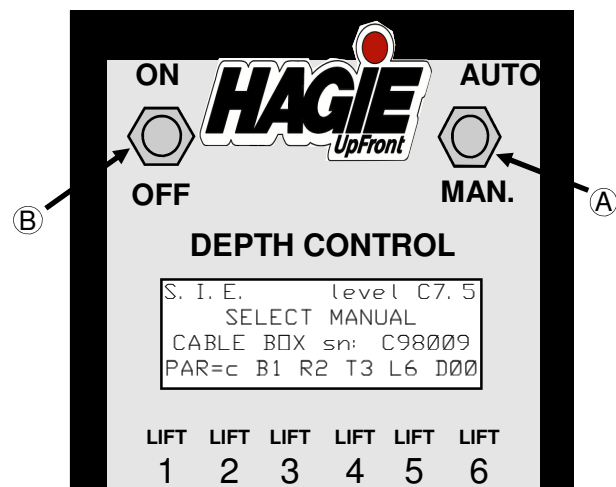 ON
HAGIE
UpFront
AUTO
OFF
MAN.
B
A
DEPTH CONTROL
S.I.E. level C7.5
SELECT MANUAL
CABLE BOX sn: C98009
PAR=c B1 R2 T3 L6 D00
LIFT LIFT LIFT LIFT LIFT LIFT
1 2 3 4 5 6